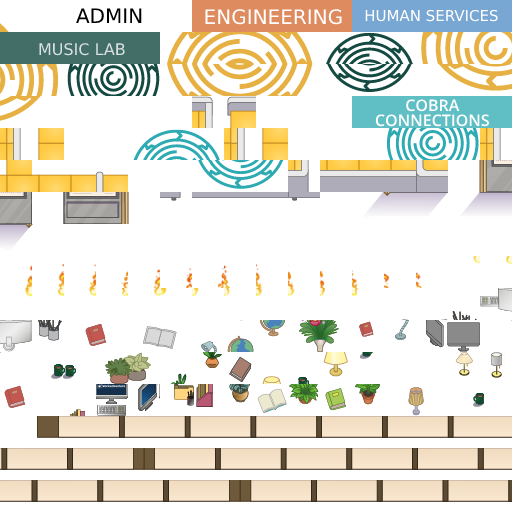 ADMIN
ENGINEERING
HUMAN SERVICES
MUSIC LAB
COBRA
CONNECTIONS